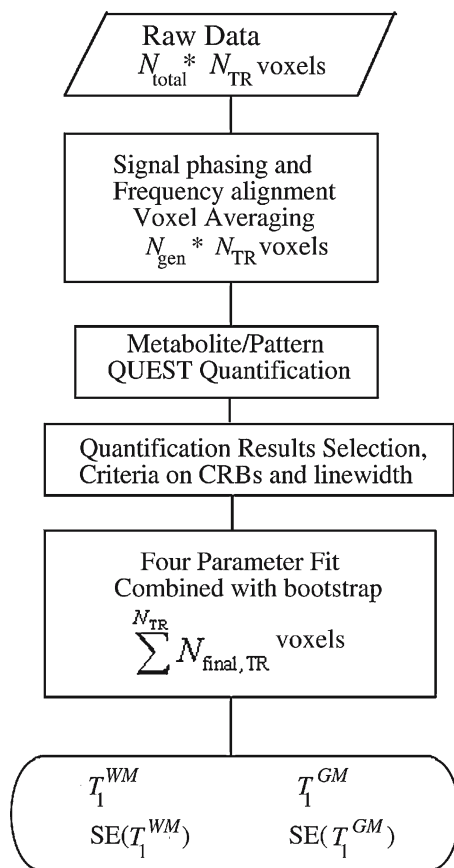 Raw Data
N_total * N_TR voxels
Signal phasing and
Frequency alignment
Voxel Averaging
N_gen * N_TR voxels
Metabolite/Pattern
QUEST Quantification
Quantification Results Selection,
Criteria on CRBs and linewidth
Four Parameter Fit
Combined with bootstrap
N_TR
∑ N_final, TR voxels
T_1^WM T_1^GM
SE(T_1^WM) SE(T_1^GM)